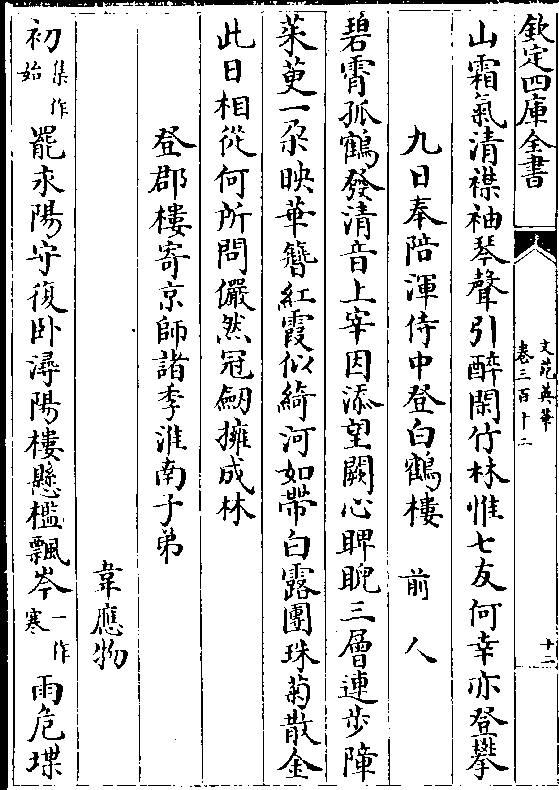 欽定四庫全書
文苑英華
卷三百十二
十二
山霜氣清襟袖琴聲引醉閑竹林惟七友何幸亦登攀
九日奉陪渾侍中登白鶴樓 前人
碧霄孤鶴發清音上宰因添望闕心睥睨三層連步障
茱萸一朵映華簪紅霞似綺河如帶白露團珠菊散金
此日相從何所問儼然冠劒擁成林
登郡樓寄京師諸季淮南子弟
韋應物
初集作始罷永陽守復卧潯陽樓懸檻飄岑一作寒雨危堞